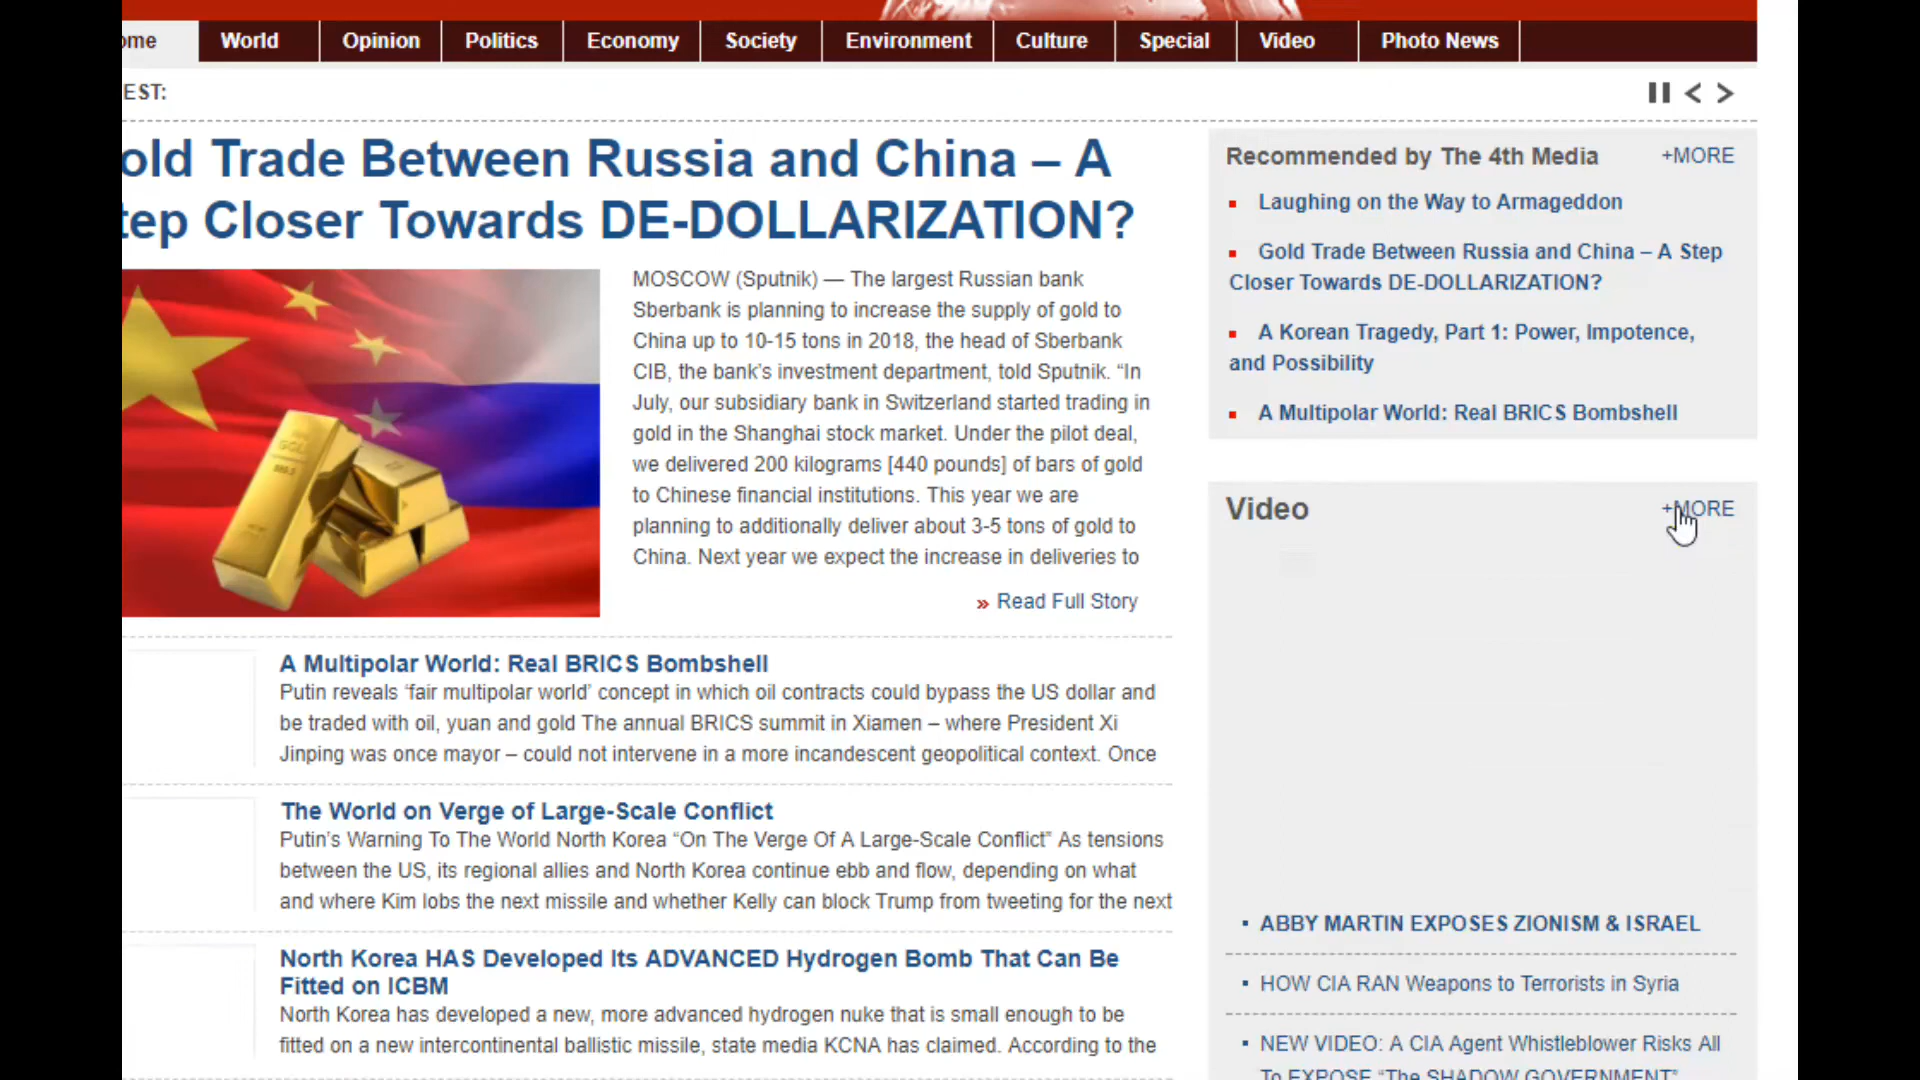 World Opinion Politics Economy Society Environment Culture Special Video Photo News
EST:
old Trade Between Russia and China – A
tep Closer Towards DE-DOLLARIZATION?
MOSCOW (Sputnik) — The largest Russian bank
Sberbank is planning to increase the supply of gold to
China up to 10-15 tons in 2018, the head of Sberbank
CIB, the bank’s investment department, told Sputnik. “In
July, our subsidiary bank in Switzerland started trading in
gold in the Shanghai stock market. Under the pilot deal,
we delivered 200 kilograms [440 pounds] of bars of gold
to Chinese financial institutions. This year we are
planning to additionally deliver about 3-5 tons of gold to
China. Next year we expect the increase in deliveries to
» Read Full Story
A Multipolar World: Real BRICS Bombshell
Putin reveals ‘fair multipolar world’ concept in which oil contracts could bypass the US dollar and
be traded with oil, yuan and gold The annual BRICS summit in Xiamen – where President Xi
Jinping was once mayor – could not intervene in a more incandescent geopolitical context. Once
The World on Verge of Large-Scale Conflict
Putin’s Warning To The World North Korea “On The Verge Of A Large-Scale Conflict” As tensions
between the US, its regional allies and North Korea continue ebb and flow, depending on what
and where Kim lobs the next missile and whether Kelly can block Trump from tweeting for the next
North Korea HAS Developed Its ADVANCED Hydrogen Bomb That Can Be
Fitted on ICBM
North Korea has developed a new, more advanced hydrogen nuke that is small enough to be
fitted on a new intercontinental ballistic missile, state media KCNA has claimed. According to the
Recommended by The 4th Media +MORE
Laughing on the Way to Armageddon
Gold Trade Between Russia and China – A Step
Closer Towards DE-DOLLARIZATION?
A Korean Tragedy, Part 1: Power, Impotence,
and Possibility
A Multipolar World: Real BRICS Bombshell
Video +MORE
ABBY MARTIN EXPOSES ZIONISM & ISRAEL
HOW CIA RAN Weapons to Terrorists in Syria
NEW VIDEO: A CIA Agent Whistleblower Risks All
To EXPOSE “The SHADOW GOVERNMENT”